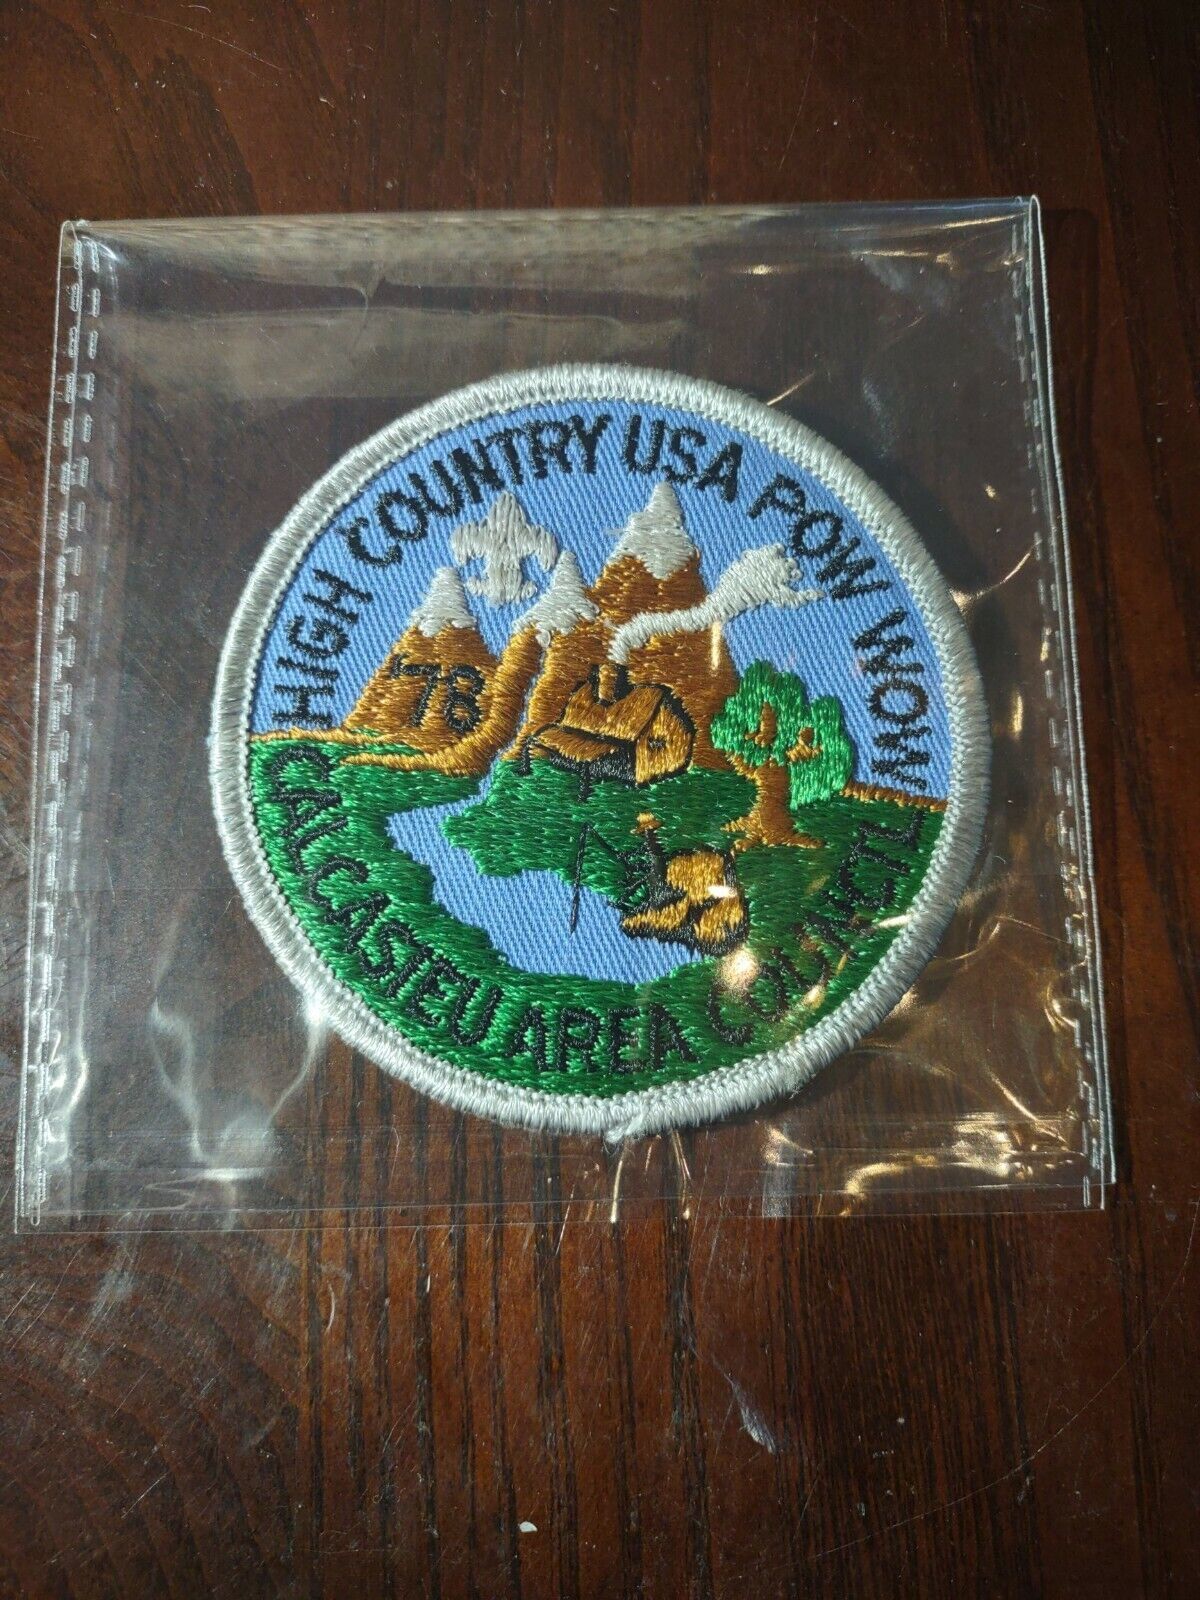 HIGH COUNTRY USA POW WOW
'78
CALCASIEU AREA COUNCIL